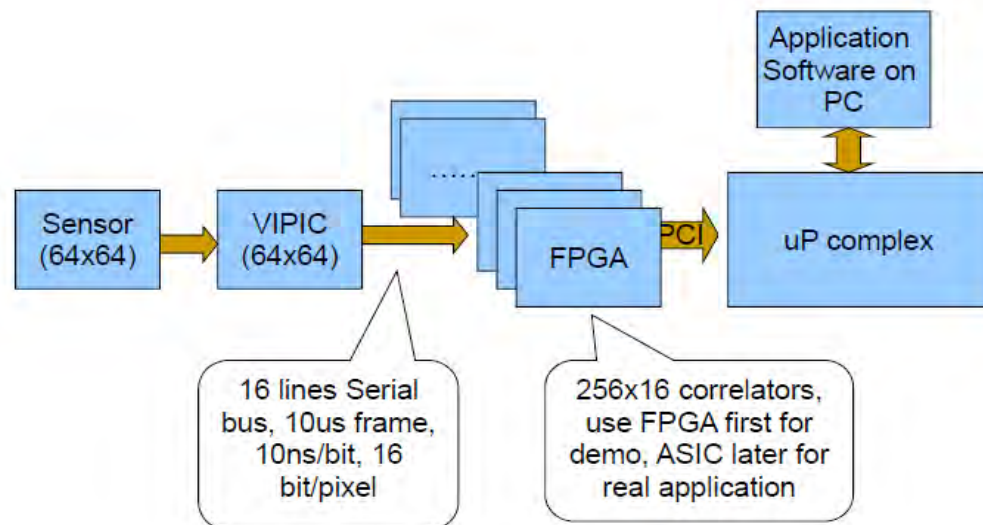 Application
Software on
PC
Sensor
(64x64)
VIPIC
(64x64)
......
FPGA
PCI
uP complex
16 lines Serial
bus, 10us frame,
10ns/bit, 16
bit/pixel
256x16 correlators,
use FPGA first for
demo, ASIC later for
real application